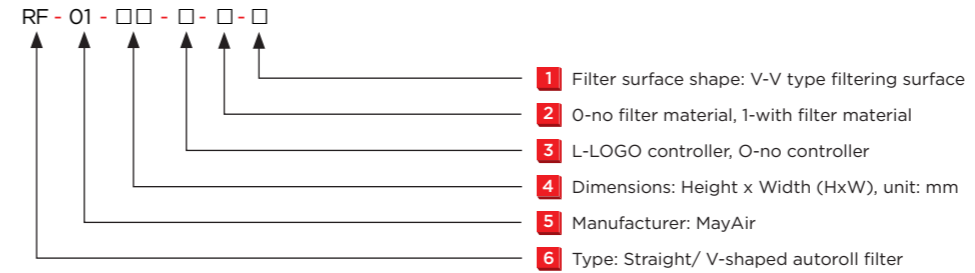 RF - 01 - □□ - □ - □ - □
1 Filter surface shape: V-V type filtering surface
2 0-no filter material, 1-with filter material
3 L-LOGO controller, O-no controller
4 Dimensions: Height x Width (HxW), unit: mm
5 Manufacturer: MayAir
6 Type: Straight/ V-shaped autoroll filter